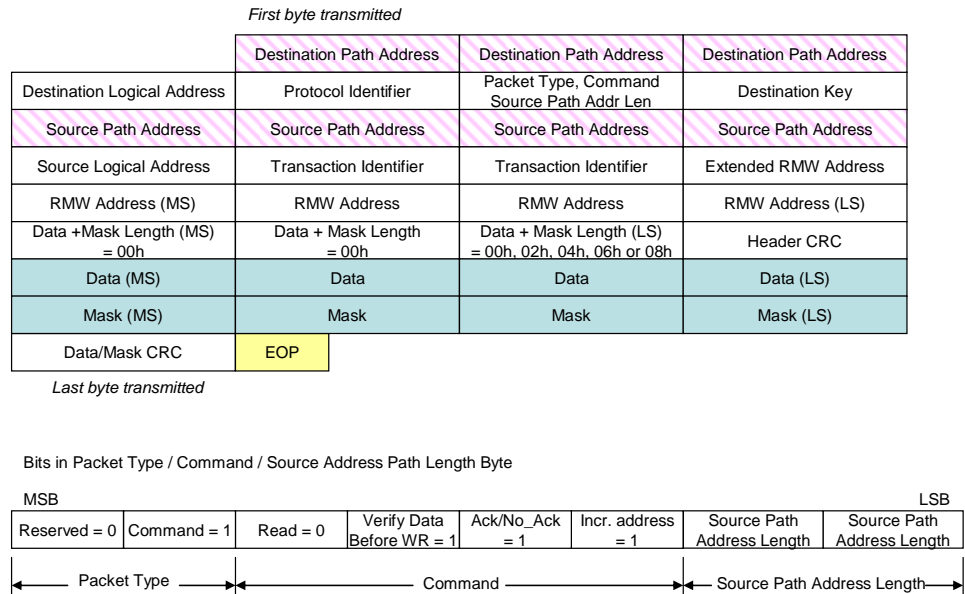 First byte transmitted
Destination Path Address Destination Path Address Destination Path Address
Destination Logical Address Protocol Identifier Packet Type, Command Source Path Addr Len Destination Key
Source Path Address Source Path Address Source Path Address Source Path Address
Source Logical Address Transaction Identifier Transaction Identifier Extended RMW Address
RMW Address (MS) RMW Address RMW Address RMW Address (LS)
Data +Mask Length (MS) = 00h Data + Mask Length = 00h Data + Mask Length (LS) = 00h, 02h, 04h, 06h or 08h Header CRC
Data (MS) Data Data Data (LS)
Mask (MS) Mask Mask Mask (LS)
Data/Mask CRC EOP
Last byte transmitted
Bits in Packet Type / Command / Source Address Path Length Byte
MSB LSB
Reserved = 0 Command = 1 Read = 0 Verify Data Before WR = 1 Ack/No_Ack = 1 Incr. address = 1 Source Path Address Length Source Path Address Length
Packet Type Command Source Path Address Length